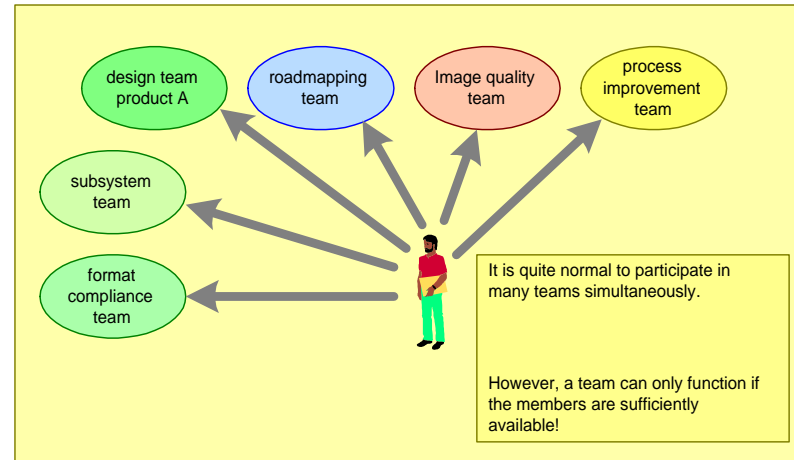 design team
product A
roadmapping
team
Image quality
team
process
improvement
team
subsystem
team
format
compliance
team
It is quite normal to participate in
many teams simultaneously.
However, a team can only function if
the members are sufficiently
available!